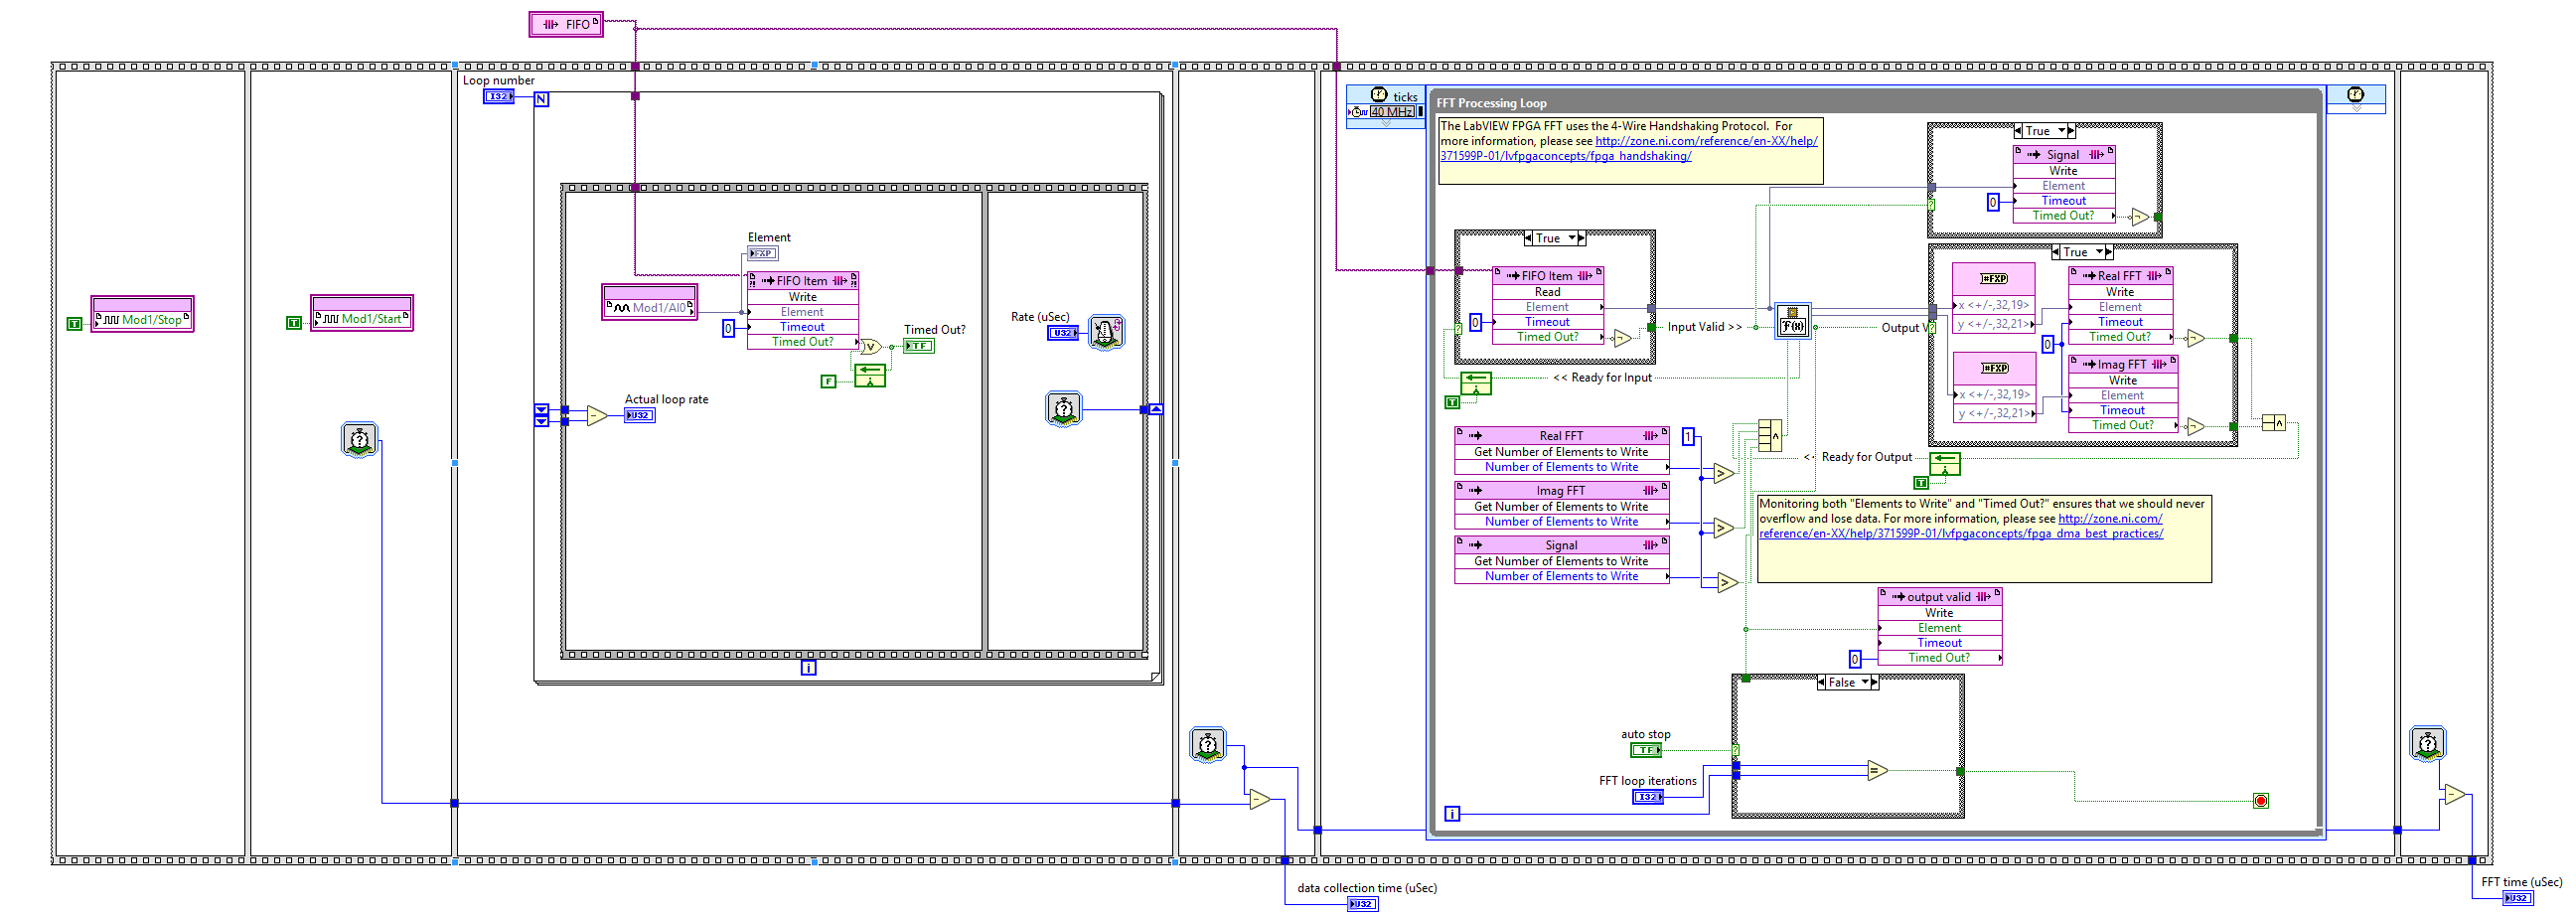 FIFO
Loop number
I32
N
T
Mod1/Stop
T
Mod1/Start
Element
FXP
Mod1/AI0
FIFO Item
Write
Element
0
Timeout
Timed Out?
V
Timed Out?
TF
F
Rate (uSec)
U32
Actual loop rate
U32
i
data collection time (uSec)
U32
ticks
40 MHz
FFT Processing Loop
The LabVIEW FPGA FFT uses the 4-Wire Handshaking Protocol. For
more information, please see http://zone.ni.com/reference/en-XX/help/
371599P-01/lvfpgaconcepts/fpga_handshaking/
True
FIFO Item
Read
Element
0
Timeout
Timed Out?
Input Valid >>
<< Ready for Input
T
True
Signal
Write
Element
0
Timeout
Timed Out?
Output V
True
#FXP
x <+/-,32,19>
y <+/-,32,21>
Real FFT
Write
Element
Timeout
0
Timed Out?
#FXP
x <+/-,32,19>
y <+/-,32,21>
Imag FFT
Write
Element
Timeout
Timed Out?
Real FFT
Get Number of Elements to Write
Number of Elements to Write
1
Imag FFT
Get Number of Elements to Write
Number of Elements to Write
Signal
Get Number of Elements to Write
Number of Elements to Write
Ready for Output
T
Monitoring both "Elements to Write" and "Timed Out?" ensures that we should never
overflow and lose data. For more information, please see http://zone.ni.com/
reference/en-XX/help/371599P-01/lvfpgaconcepts/fpga_dma_best_practices/
output valid
Write
Element
Timeout
0
Timed Out?
False
auto stop
TF
FFT loop iterations
I32
i
FFT time (uSec)
U32